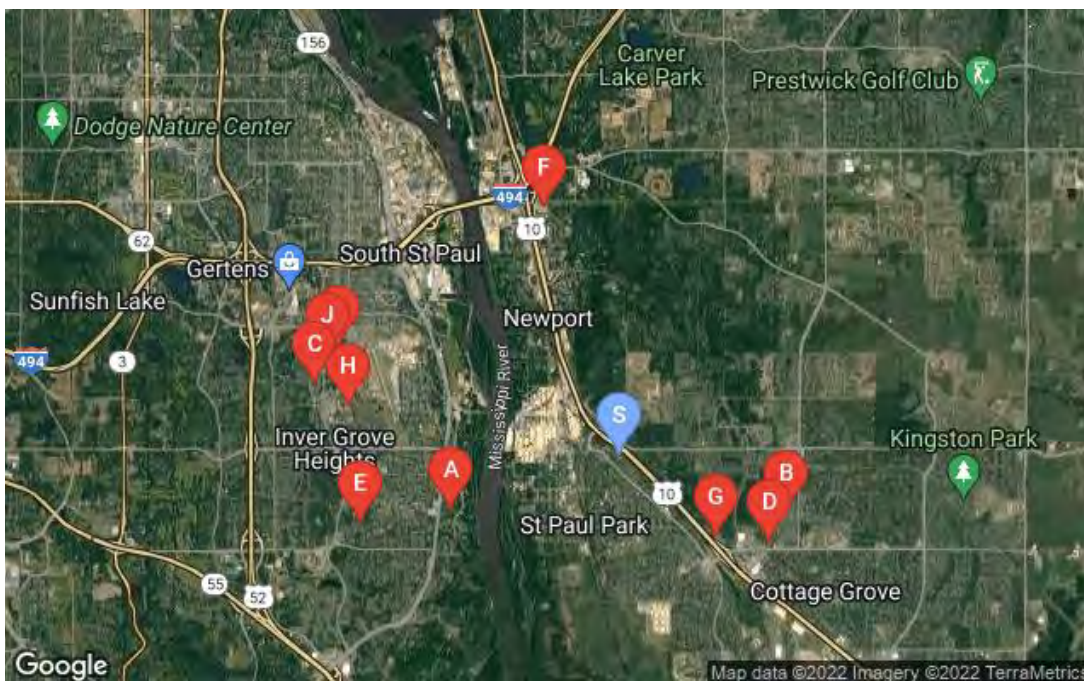 156
Carver
Lake Park
Prestwick Golf Club
Dodge Nature Center
F
494
10
62
South St Paul
Gertens
Sunfish Lake
J
Newport
C
494
3
H
Mississippi River
S
Inver Grove
Heights
Kingston Park
A
B
E
G
D
10
St Paul Park
55
52
Cottage Grove
Google
Map data ©2022 Imagery ©2022 TerraMetrics